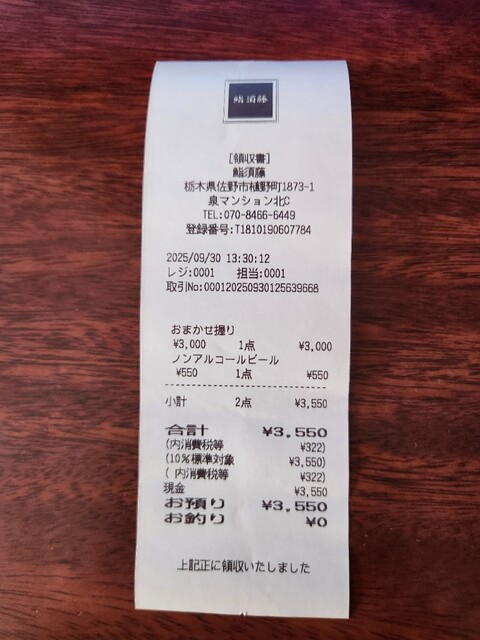 鮨須藤
[領収書]
鮨須藤
栃木県佐野市植野町1873-1
泉マンション北C
TEL:070-8466-6449
登録番号:T1810190607784
2025/09/30 13:30:12
レジ:0001 担当:0001
取引No:00012025093012563​9668
おまかせ握り
¥3,000 1点 ¥3,000
ノンアルコールビール
¥550 1点 ¥550
小計 2点 ¥3,550
合計 ¥3,550
(内消費税等 ¥322)
(10%標準対象 ¥3,550)
( 内消費税等 ¥322)
現金 ¥3,550
お預り ¥3,550
お釣り ¥0
上記正に領収いたしました